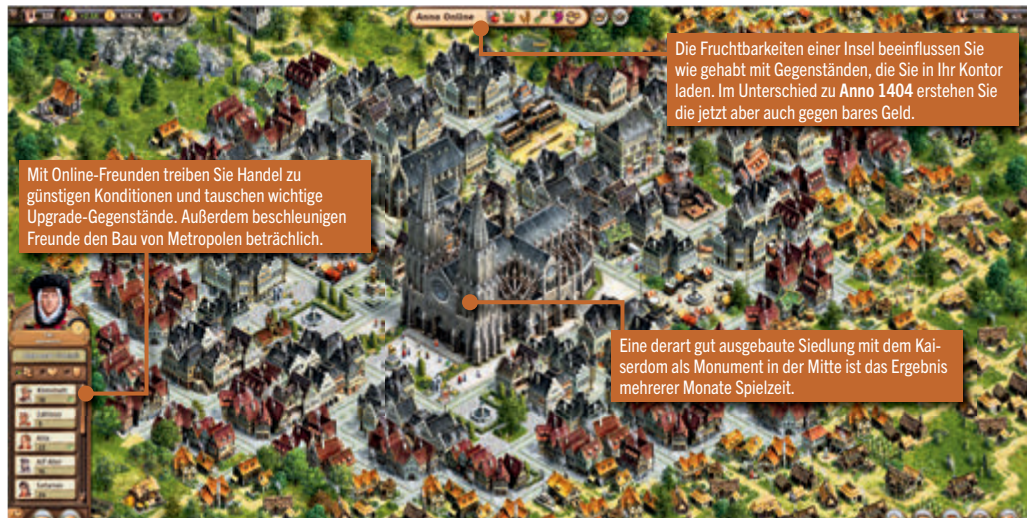 Anno Online
Die Fruchtbarkeiten einer Insel beeinflussen Sie
wie gehabt mit Gegenständen, die Sie in Ihr Kontor
laden. Im Unterschied zu Anno 1404 erstehen Sie
die jetzt aber auch gegen bares Geld.
Mit Online-Freunden treiben Sie Handel zu
günstigen Konditionen und tauschen wichtige
Upgrade-Gegenstände. Außerdem beschleunigen
Freunde den Bau von Metropolen beträchlich.
Eine derart gut ausgebaute Siedlung mit dem Kai-
serdom als Monument in der Mitte ist das Ergebnis
mehrerer Monate Spielzeit.